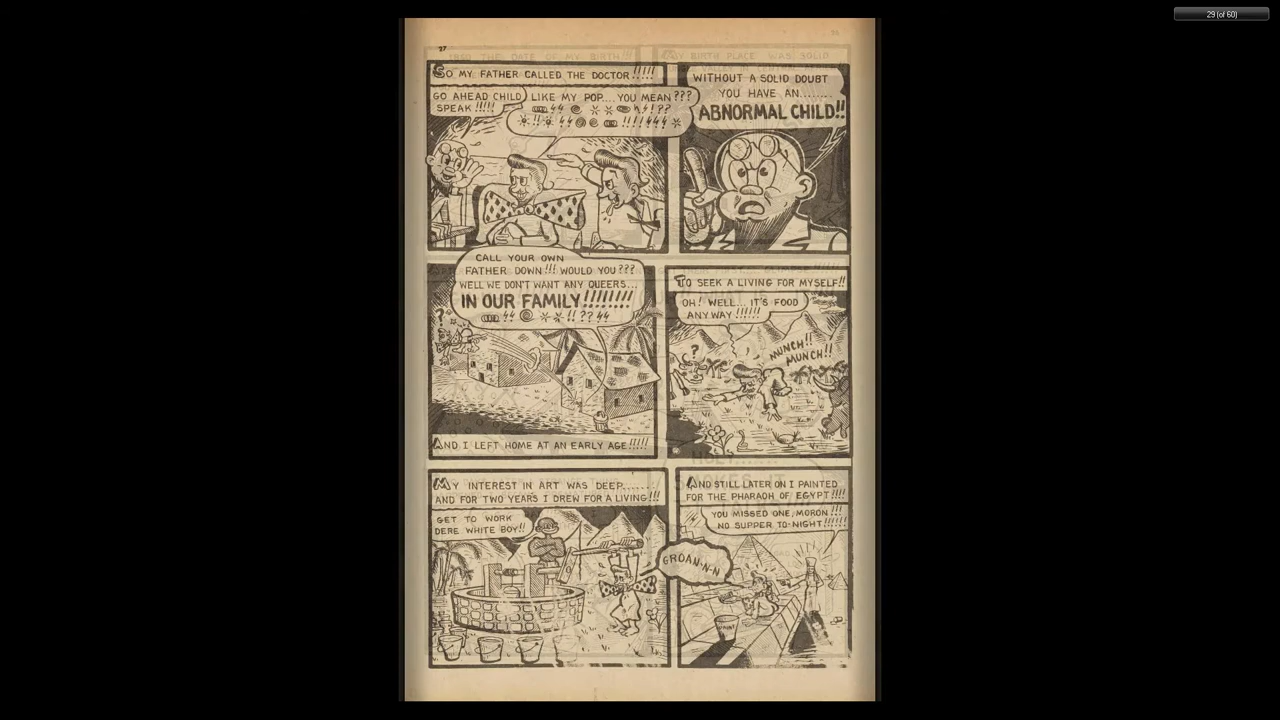 29 (of 60)
27
SO MY FATHER CALLED THE DOCTOR!!!!!
GO AHEAD CHILD
SPEAK!!!!!
LIKE MY POP.... YOU MEAN???
WITHOUT A SOLID DOUBT
YOU HAVE AN........
ABNORMAL CHILD!!
CALL YOUR OWN
FATHER DOWN!!! WOULD YOU???
WELL WE DON'T WANT ANY QUEERS...
IN OUR FAMILY!!!!!!!!
AND I LEFT HOME AT AN EARLY AGE!!!!!
TO SEEK A LIVING FOR MYSELF!!
OH! WELL... IT'S FOOD
ANYWAY!!!!!!
?
MUNCH!!
MUNCH!!
MY INTEREST IN ART WAS DEEP.......
AND FOR TWO YEARS I DREW FOR A LIVING!!!
GET TO WORK
DERE WHITE BOY!!
GROAN-N-N
AND STILL LATER ON I PAINTED
FOR THE PHARAOH OF EGYPT!!!!
YOU MISSED ONE, MORON!!!
NO SUPPER TO-NIGHT!!!!!!
PAINT